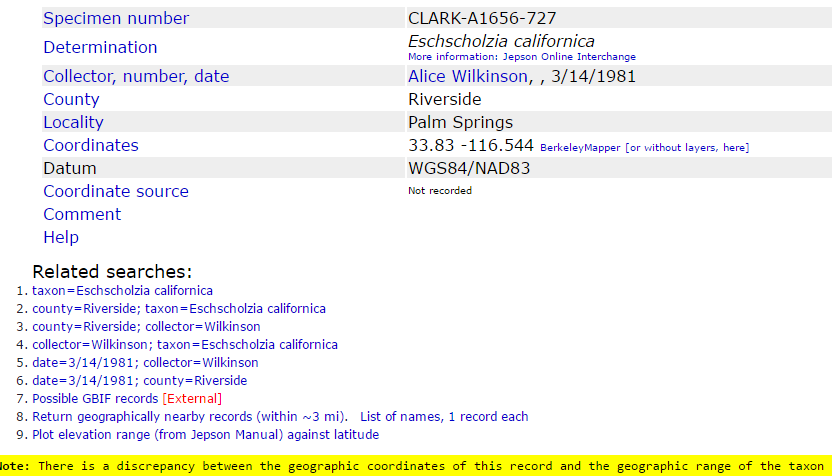 Specimen number CLARK-A1656-727
Determination Eschscholzia californica
More information: Jepson Online Interchange
Collector, number, date Alice Wilkinson, , 3/14/1981
County Riverside
Locality Palm Springs
Coordinates 33.83 -116.544 BerkeleyMapper [or without layers, here]
Datum WGS84/NAD83
Coordinate source Not recorded
Comment
Help
Related searches:
1. taxon=Eschscholzia californica
2. county=Riverside; taxon=Eschscholzia californica
3. county=Riverside; collector=Wilkinson
4. collector=Wilkinson; taxon=Eschscholzia californica
5. date=3/14/1981; collector=Wilkinson
6. date=3/14/1981; county=Riverside
7. Possible GBIF records [External]
8. Return geographically nearby records (within ~3 mi). List of names, 1 record each
9. Plot elevation range (from Jepson Manual) against latitude
Note: There is a discrepancy between the geographic coordinates of this record and the geographic range of the taxon